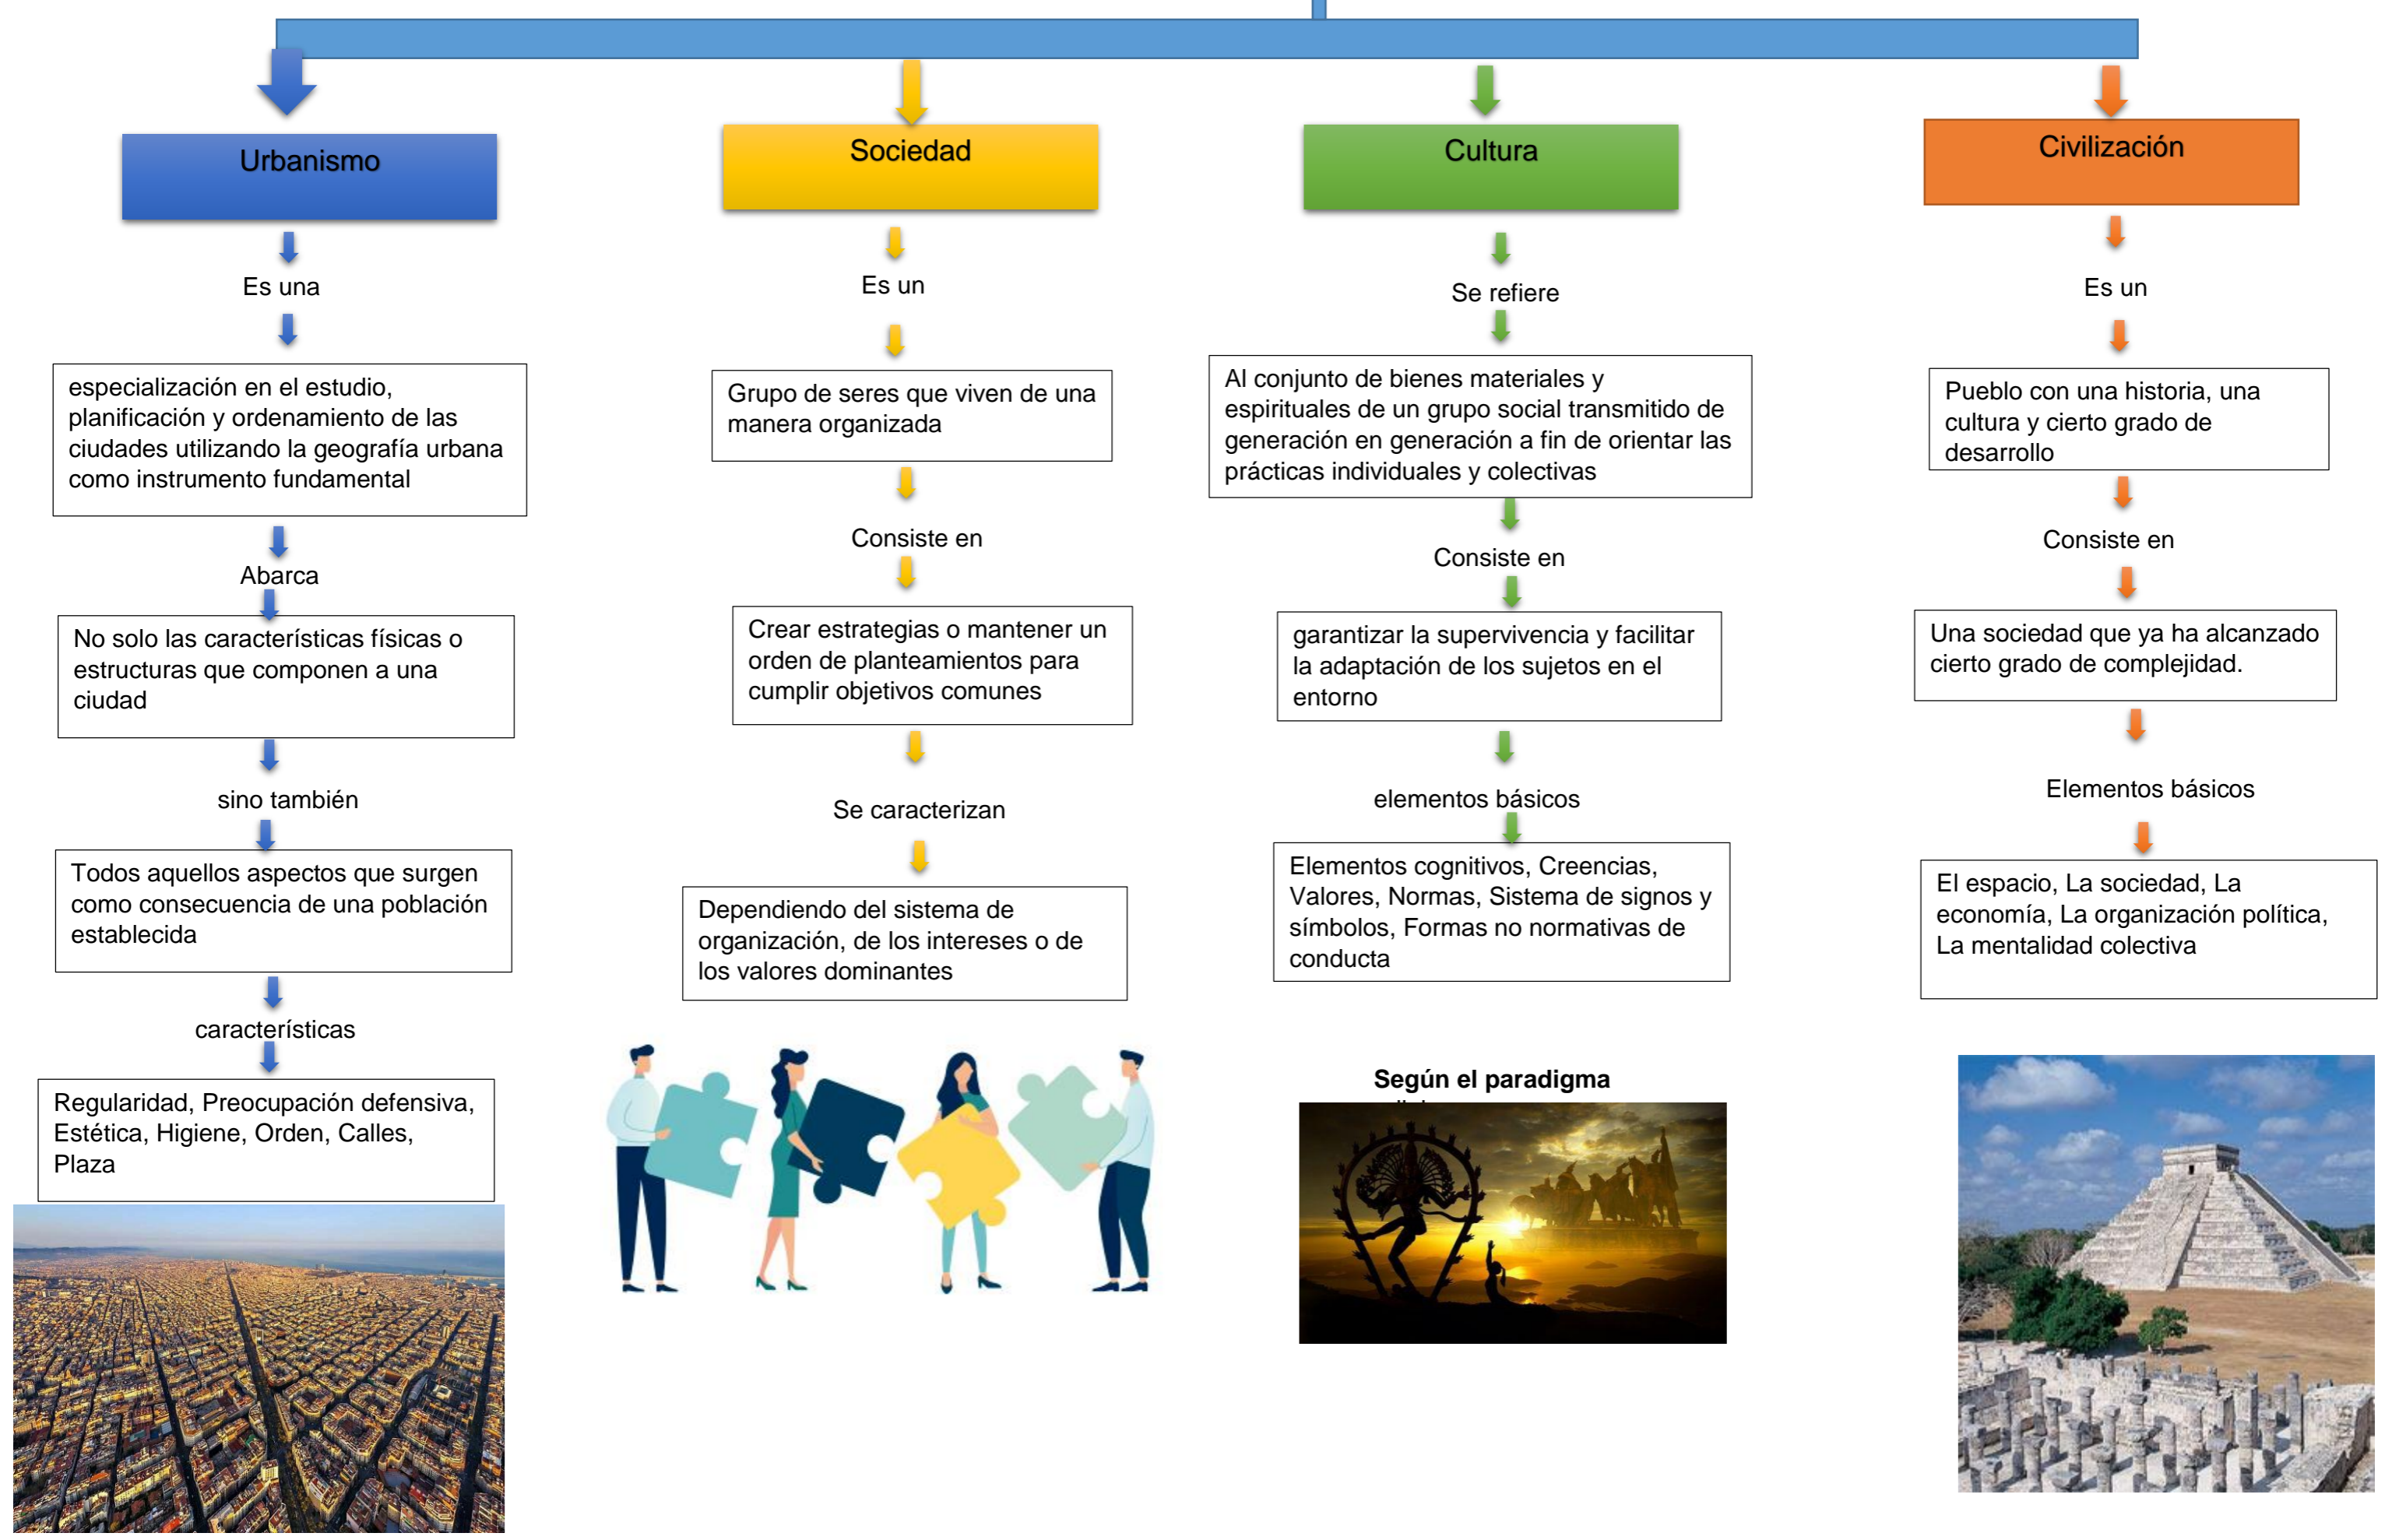 Urbanismo
Es una
especialización en el estudio,
planificación y ordenamiento de las
ciudades utilizando la geografía urbana
como instrumento fundamental
Abarca
No solo las características físicas o
estructuras que componen a una
ciudad
sino también
Todos aquellos aspectos que surgen
como consecuencia de una población
establecida
características
Regularidad, Preocupación defensiva,
Estética, Higiene, Orden, Calles,
Plaza
Sociedad
Es un
Grupo de seres que viven de una
manera organizada
Consiste en
Crear estrategias o mantener un
orden de planteamientos para
cumplir objetivos comunes
Se caracterizan
Dependiendo del sistema de
organización, de los intereses o de
los valores dominantes
Cultura
Se refiere
Al conjunto de bienes materiales y
espirituales de un grupo social transmitido de
generación en generación a fin de orientar las
prácticas individuales y colectivas
Consiste en
garantizar la supervivencia y facilitar
la adaptación de los sujetos en el
entorno
elementos básicos
Elementos cognitivos, Creencias,
Valores, Normas, Sistema de signos y
símbolos, Formas no normativas de
conducta
Según el paradigma
Civilización
Es un
Pueblo con una historia, una
cultura y cierto grado de
desarrollo
Consiste en
Una sociedad que ya ha alcanzado
cierto grado de complejidad.
Elementos básicos
El espacio, La sociedad, La
economía, La organización política,
La mentalidad colectiva